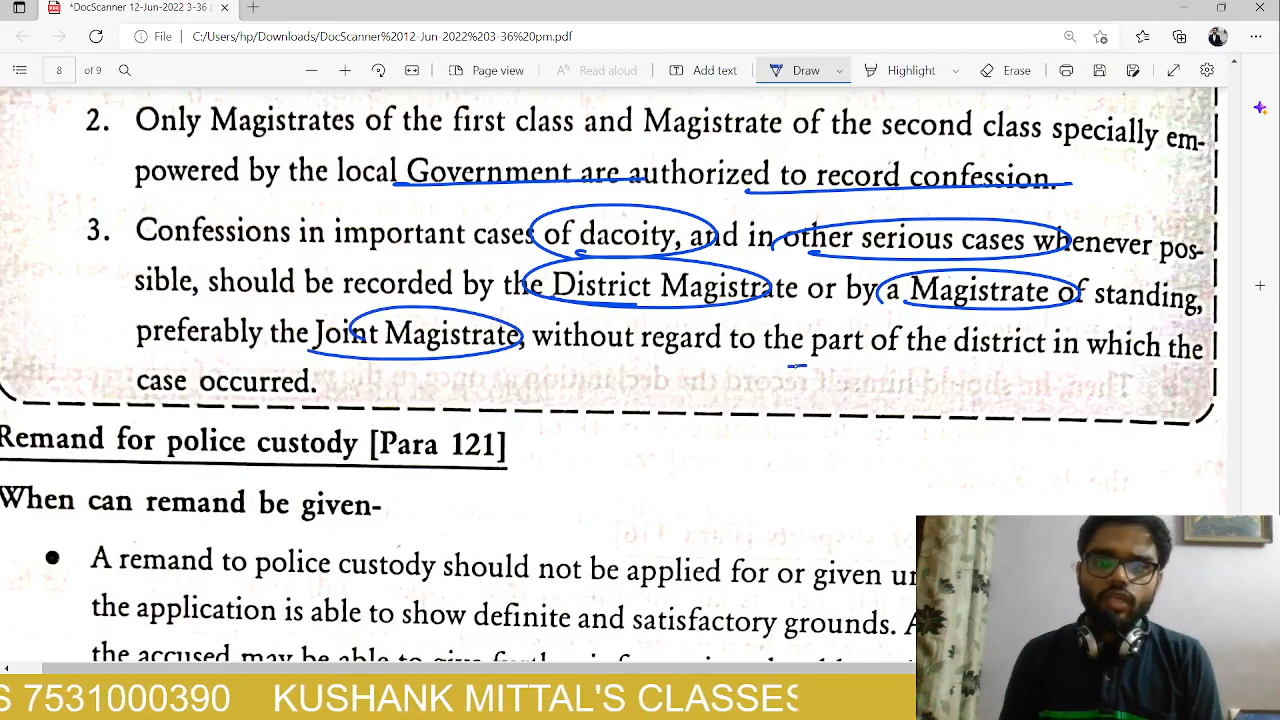 *DocScanner 12-Jun-2022 3-36 p
File
C:/Users/hp/Downloads/DocScanner%2012-Jun-2022%203-36%20pm.pdf
8 of 9
Page view
Read aloud
Add text
Draw
Highlight
Erase
2. Only Magistrates of the first class and Magistrate of the second class specially em-
powered by the local Government are authorized to record confession.
3. Confessions in important cases of dacoity, and in other serious cases whenever pos-
sible, should be recorded by the District Magistrate or by a Magistrate of standing,
preferably the Joint Magistrate, without regard to the part of the district in which the
case occurred.
Remand for police custody [Para 121]
When can remand be given-
● A remand to police custody should not be applied for or given un
the application is able to show definite and satisfactory grounds. A
the accused may be able to
S 7531000390 KUSHANK MITTAL'S CLASSES